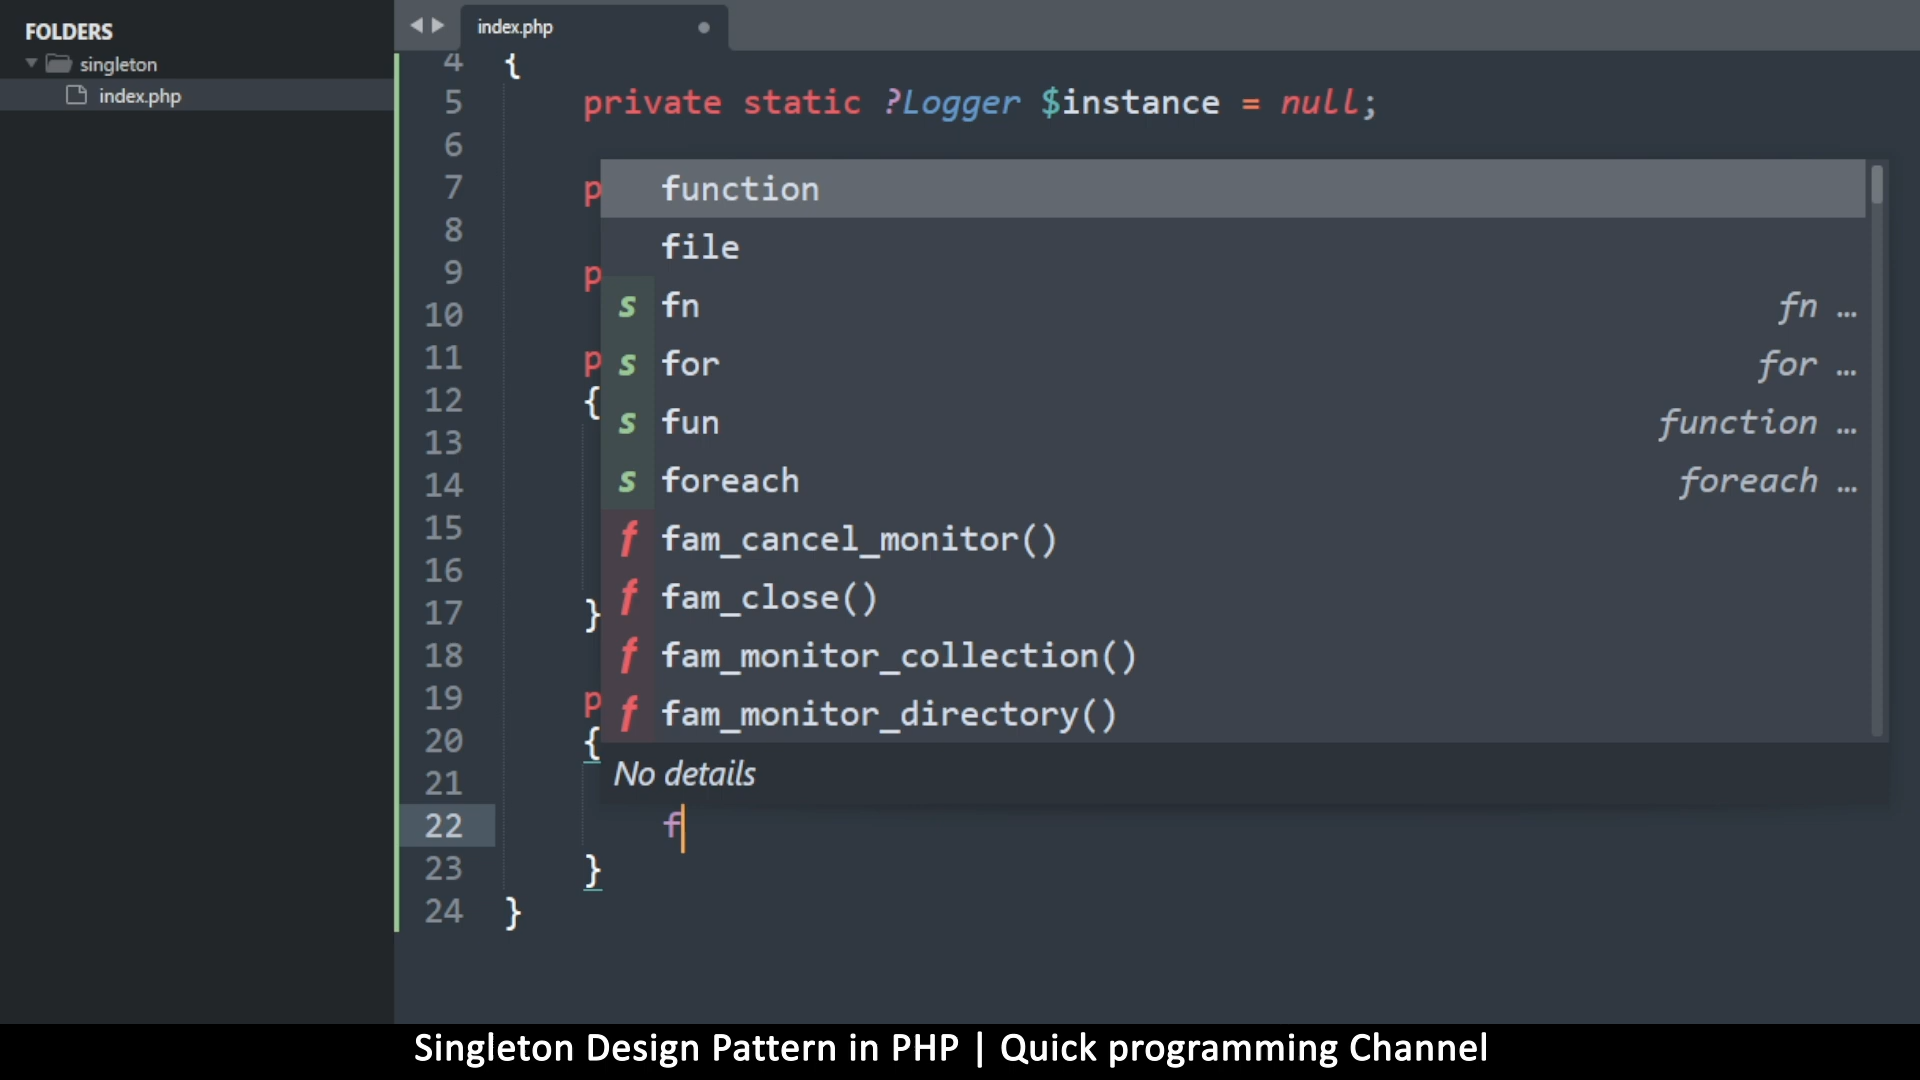 FOLDERS
singleton
index.php
index.php
4 {
5 private static ?Logger $instance = null;
6
7 p
8
9 p
10
11 p
12 {
13
14
15
16
17 }
18
19 p
20 {
21
22 f
23 }
24 }
function
file
s fn fn …
s for for …
s fun function …
s foreach foreach …
f fam_cancel_monitor()
f fam_close()
f fam_monitor_collection()
f fam_monitor_directory()
No details
Singleton Design Pattern in PHP | Quick programming Channel